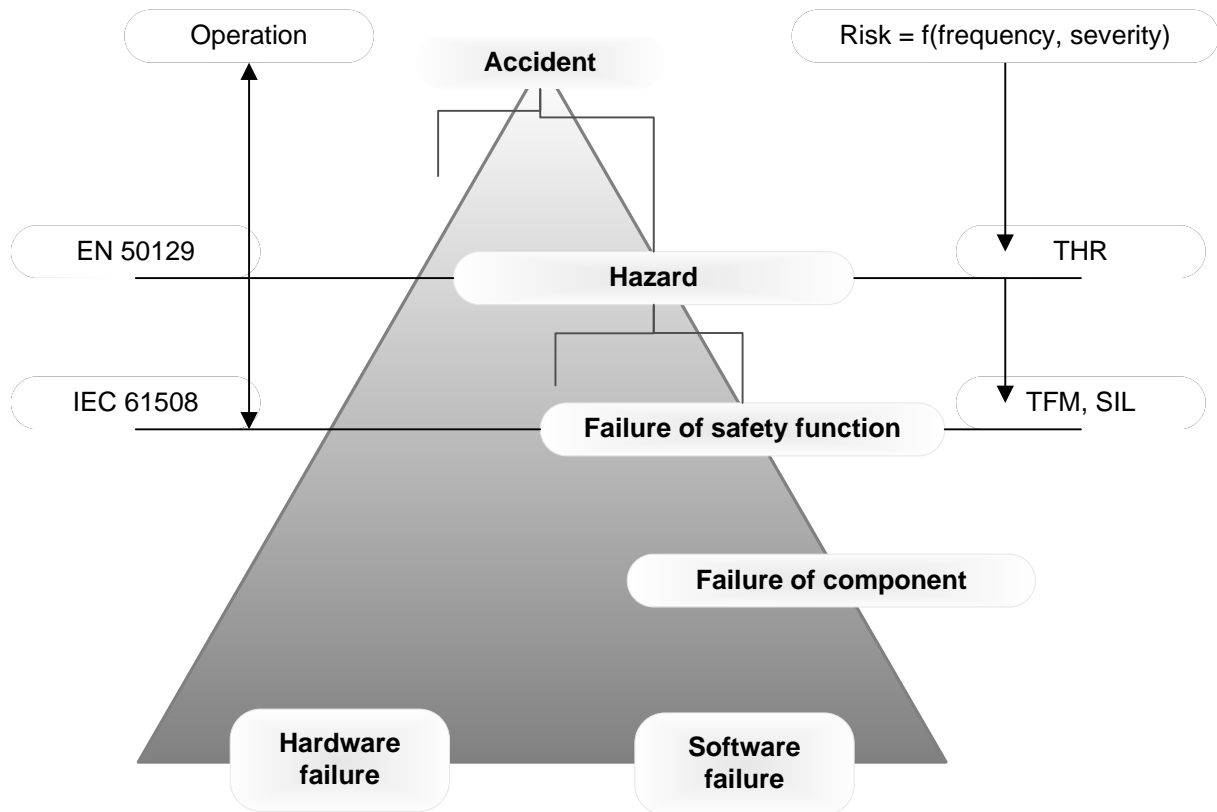 Operation
Accident
Risk = f(frequency, severity)
EN 50129
Hazard
THR
IEC 61508
Failure of safety function
TFM, SIL
Failure of component
Hardware
failure
Software
failure